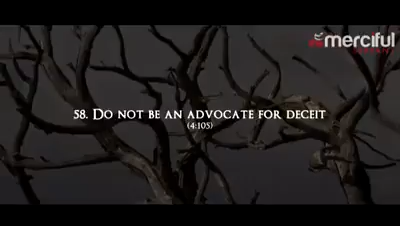 merciful
58. Do not be an advocate for deceit
(4:105)